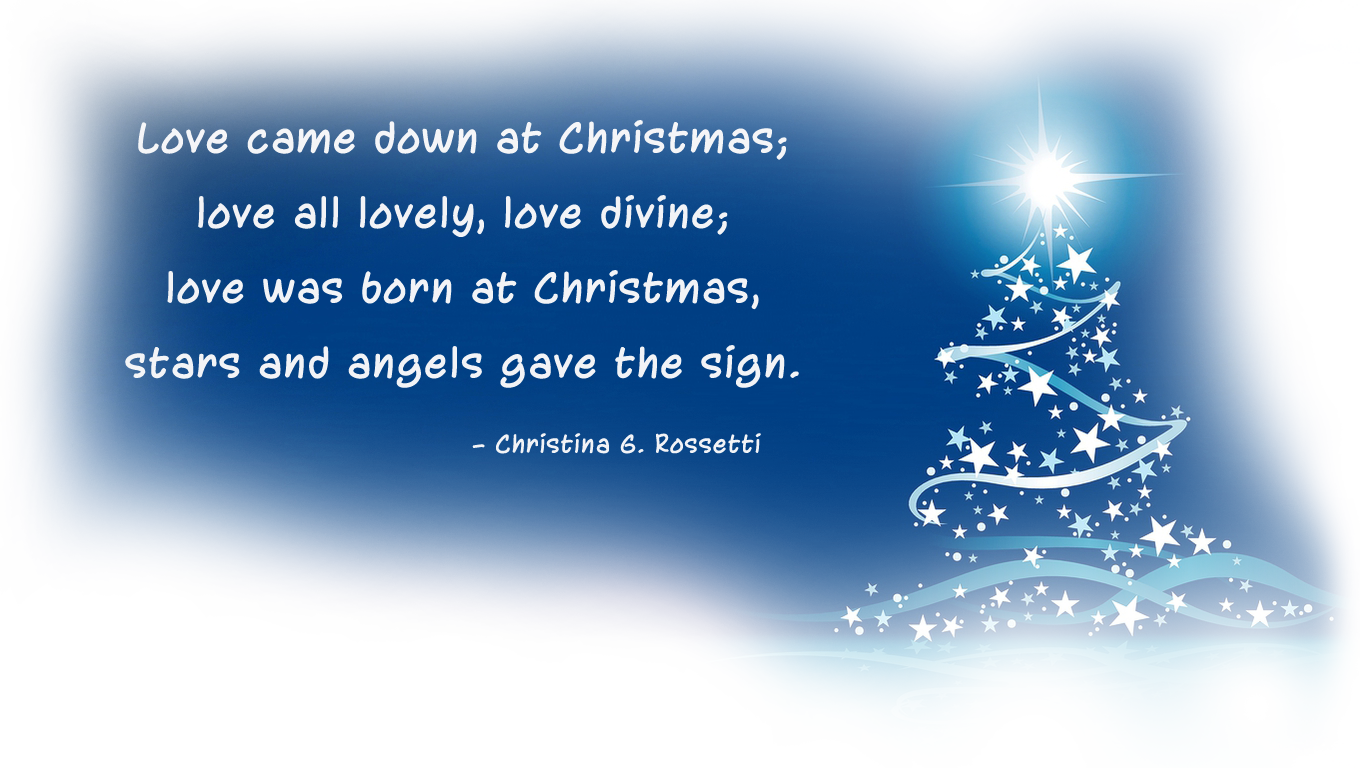 Love came down at Christmas;
love all lovely, love divine;
love was born at Christmas,
stars and angels gave the sign.
- Christina G. Rossetti